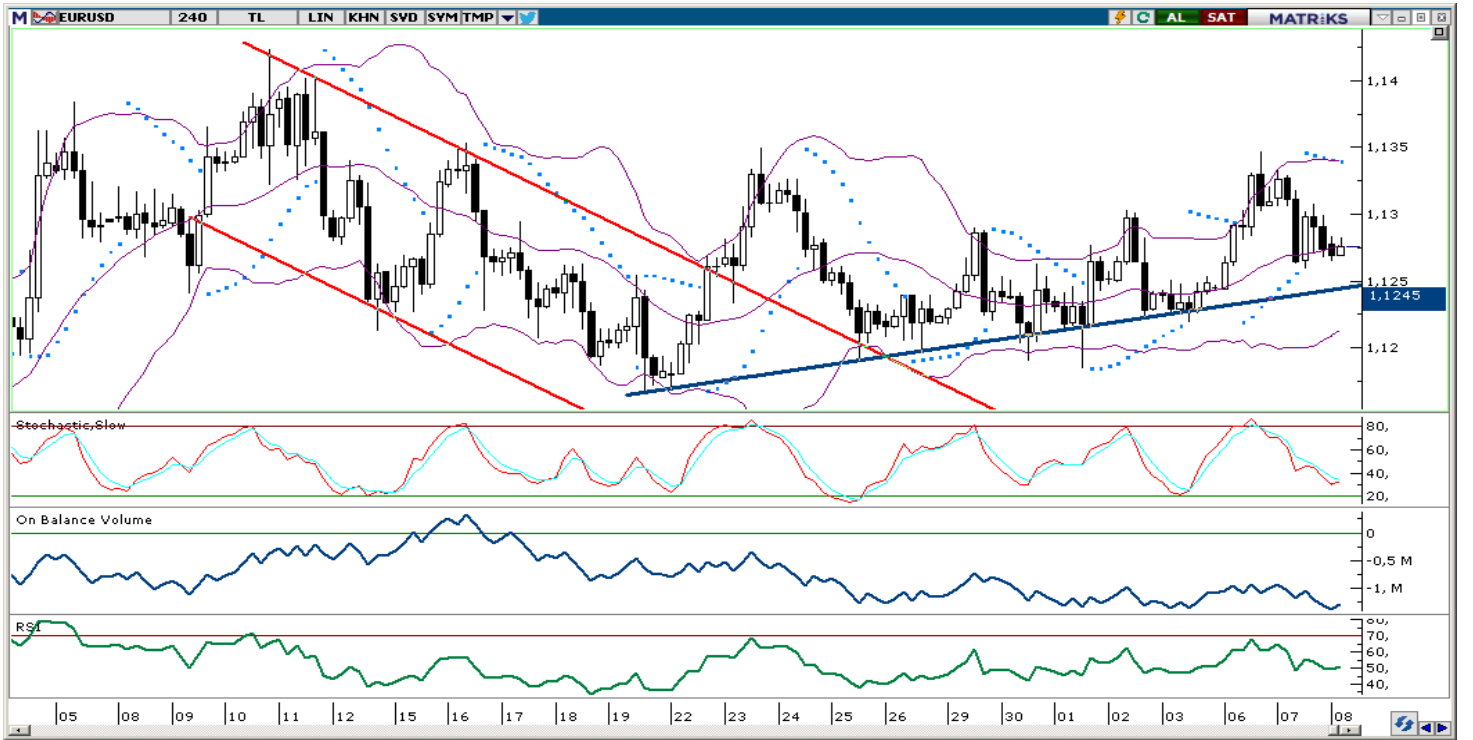 M EURUSD 240 TL LIN KHN SVD SYM TMP C AL SAT MATRiKS
1,14
1,135
1,13
1,125
1,1245
1,12
Stochastic,Slow
80,
60,
40,
20,
On Balance Volume
0
-0,5 M
-1, M
RSI
80,
70,
60,
50,
40,
05 08 09 10 11 12 15 16 17 18 19 22 23 24 25 26 29 30 01 02 03 06 07 08